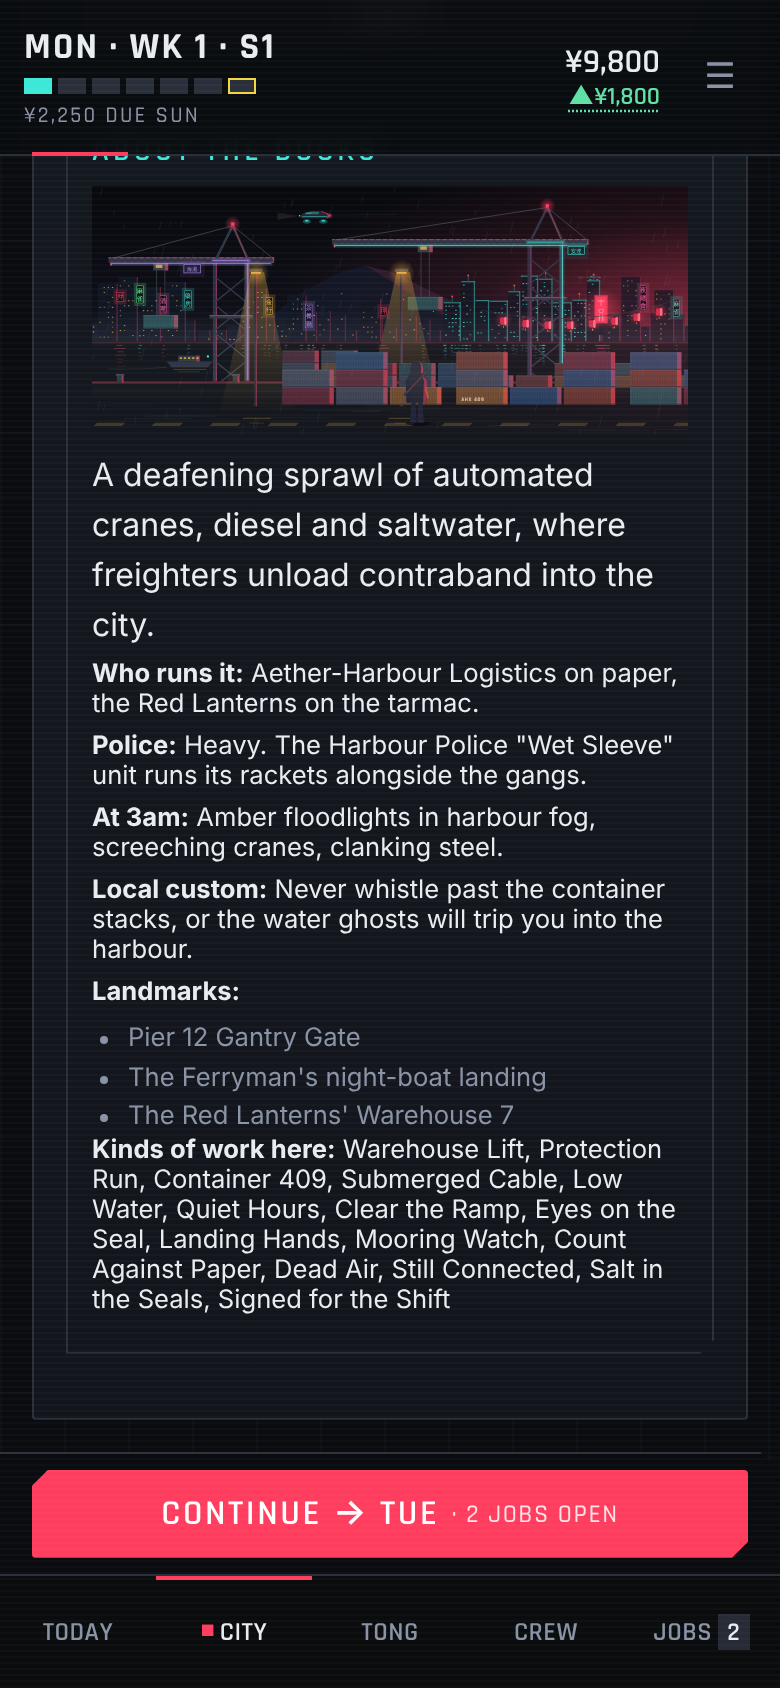 MON · WK 1 · S1
¥9,800
▲¥1,800
☰
¥2,250 DUE SUN
ABOUT THE DOCKS
AHX 409
A deafening sprawl of automated
cranes, diesel and saltwater, where
freighters unload contraband into the
city.
Who runs it: Aether-Harbour Logistics on paper,
the Red Lanterns on the tarmac.
Police: Heavy. The Harbour Police "Wet Sleeve"
unit runs its rackets alongside the gangs.
At 3am: Amber floodlights in harbour fog,
screeching cranes, clanking steel.
Local custom: Never whistle past the container
stacks, or the water ghosts will trip you into the
harbour.
Landmarks:
• Pier 12 Gantry Gate
• The Ferryman's night-boat landing
• The Red Lanterns' Warehouse 7
Kinds of work here: Warehouse Lift, Protection
Run, Container 409, Submerged Cable, Low
Water, Quiet Hours, Clear the Ramp, Eyes on the
Seal, Landing Hands, Mooring Watch, Count
Against Paper, Dead Air, Still Connected, Salt in
the Seals, Signed for the Shift
CONTINUE → TUE · 2 JOBS OPEN
TODAY
CITY
TONG
CREW
JOBS 2